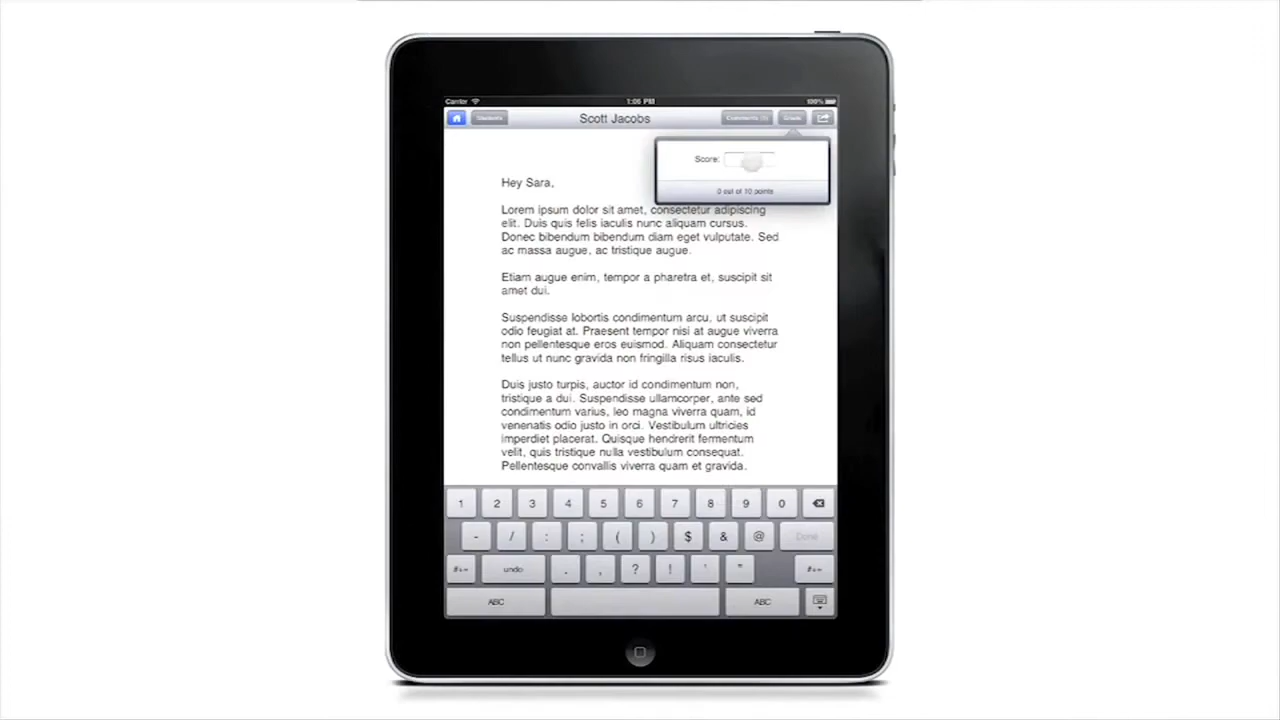 Carrier 1:06 PM 100%
Students Scott Jacobs Comments (0) Grade
Score:
0 out of 10 points
Hey Sara,
Lorem ipsum dolor sit amet, consectetur adipiscing
elit. Duis quis felis iaculis nunc aliquam cursus.
Donec bibendum bibendum diam eget vulputate. Sed
ac massa augue, ac tristique augue.
Etiam augue enim, tempor a pharetra et, suscipit sit
amet dui.
Suspendisse lobortis condimentum arcu, ut suscipit
odio feugiat at. Praesent tempor nisi at augue viverra
non pellentesque eros euismod. Aliquam consectetur
tellus ut nunc gravida non fringilla risus iaculis.
Duis justo turpis, auctor id condimentum non,
tristique a dui. Suspendisse ullamcorper, ante sed
condimentum varius, leo magna viverra quam, id
venenatis odio justo in orci. Vestibulum ultricies
imperdiet placerat. Quisque hendrerit fermentum
velit, quis tristique nulla vestibulum consequat.
Pellentesque convallis viverra quam et gravida.
1 2 3 4 5 6 7 8 9 0
- / : ; ( ) $ & @ Done
#+= undo . , ? ! ' " #+=
ABC ABC